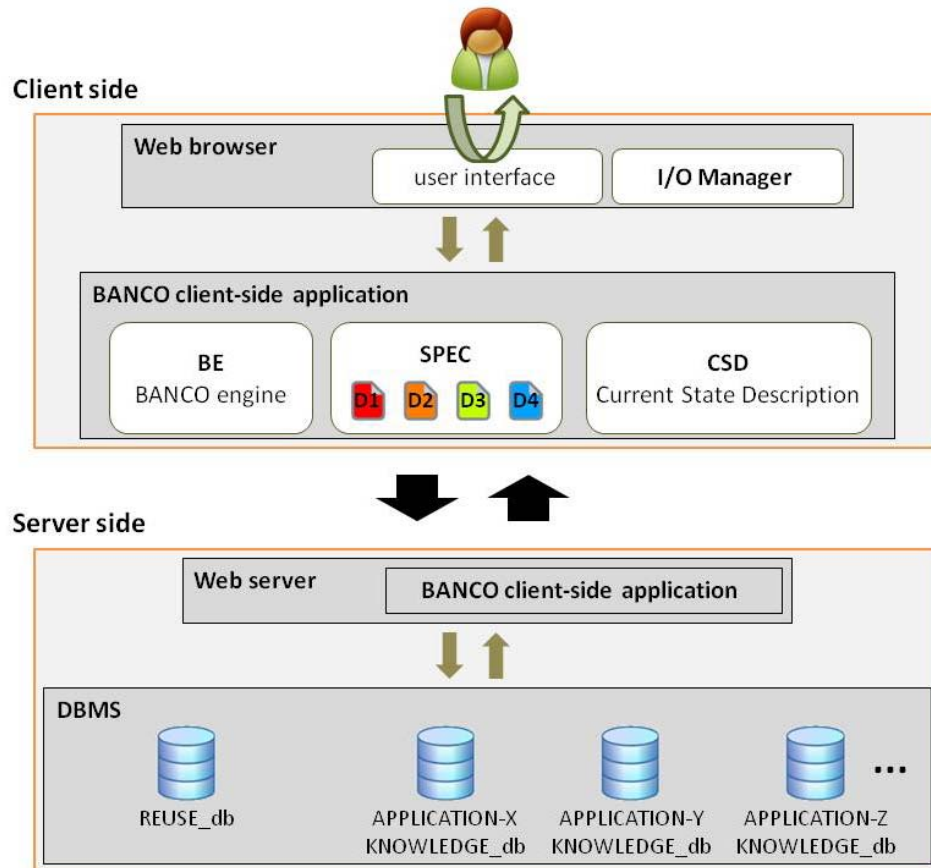 Client side
Web browser
user interface
I/O Manager
BANCO client-side application
BE
BANCO engine
SPEC
D1 D2 D3 D4
CSD
Current State Description
Server side
Web server
BANCO client-side application
DBMS
REUSE_db
APPLICATION-X
KNOWLEDGE_db
APPLICATION-Y
KNOWLEDGE_db
APPLICATION-Z
KNOWLEDGE_db
...